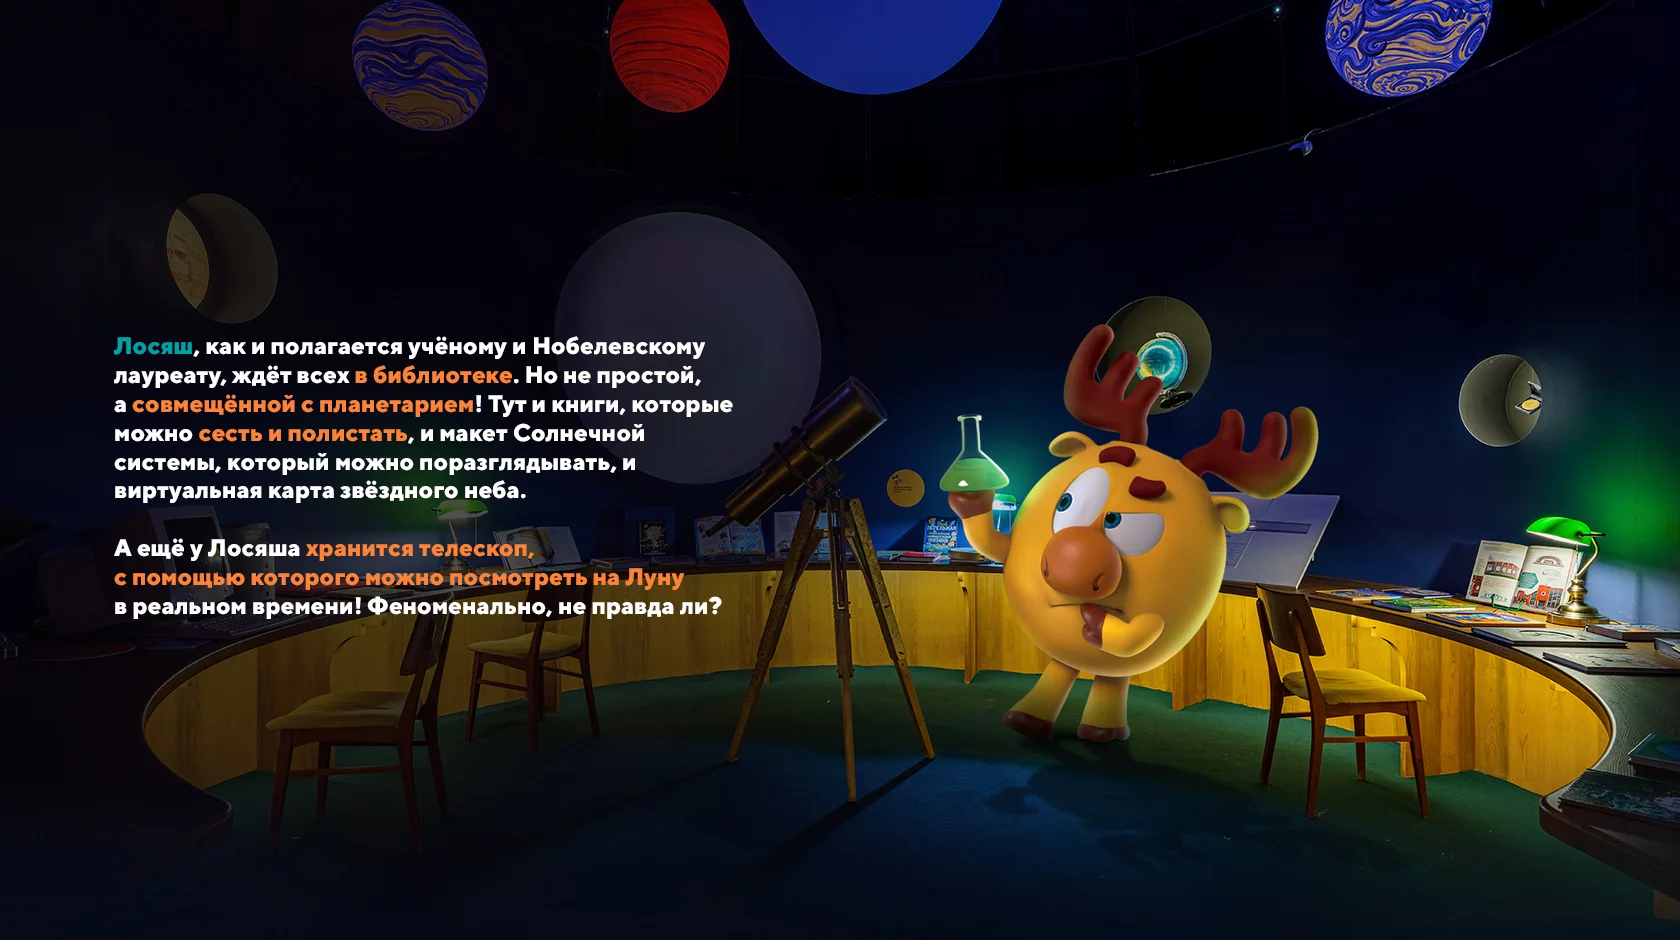 Лосяш, как и полагается учёному и Нобелевскому
лауреату, ждёт всех в библиотеке. Но не простой,
а совмещённой с планетарием! Тут и книги, которые
можно сесть и полистать, и макет Солнечной
системы, который можно поразглядывать, и
виртуальная карта звёздного неба.
А ещё у Лосяша хранится телескоп,
с помощью которого можно посмотреть на Луну
в реальном времени! Феноменально, не правда ли?